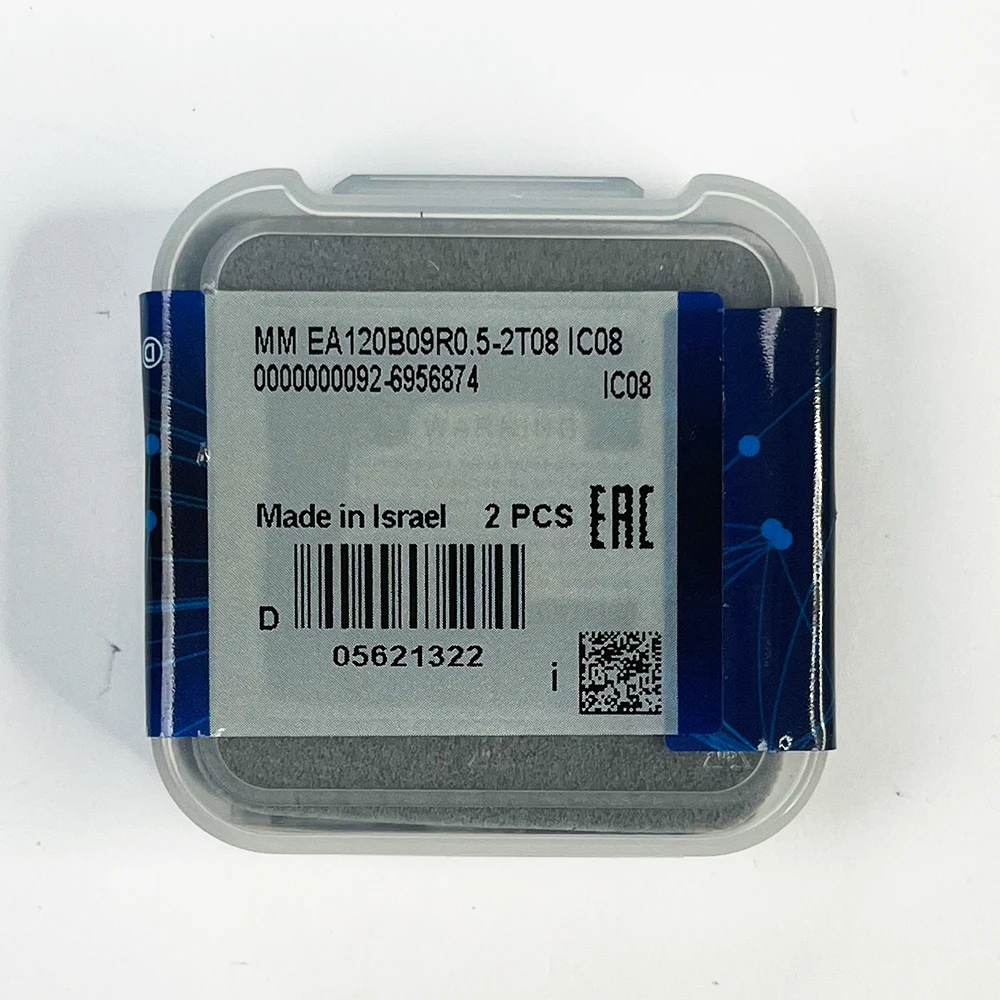 MM EA120B09R0.5-2T08 IC08
0000000092-6956874 IC08
Made in Israel 2 PCS EAC
D
05621322
i